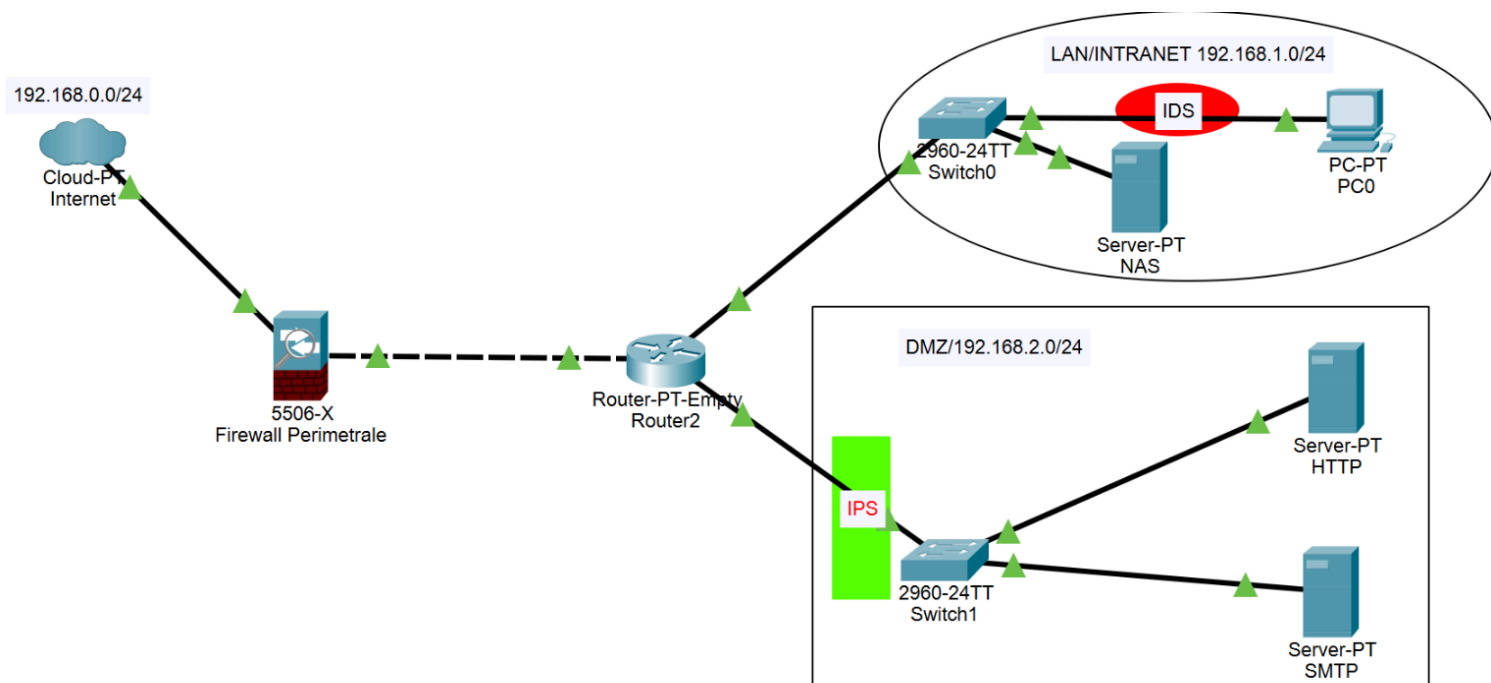 192.168.0.0/24
Cloud-PT
Internet
5506-X
Firewall Perimetrale
Router-PT-Empty
Router2
LAN/INTRANET 192.168.1.0/24
IDS
2960-24TT
Switch0
Server-PT
NAS
PC-PT
PC0
DMZ/192.168.2.0/24
IPS
2960-24TT
Switch1
Server-PT
HTTP
Server-PT
SMTP